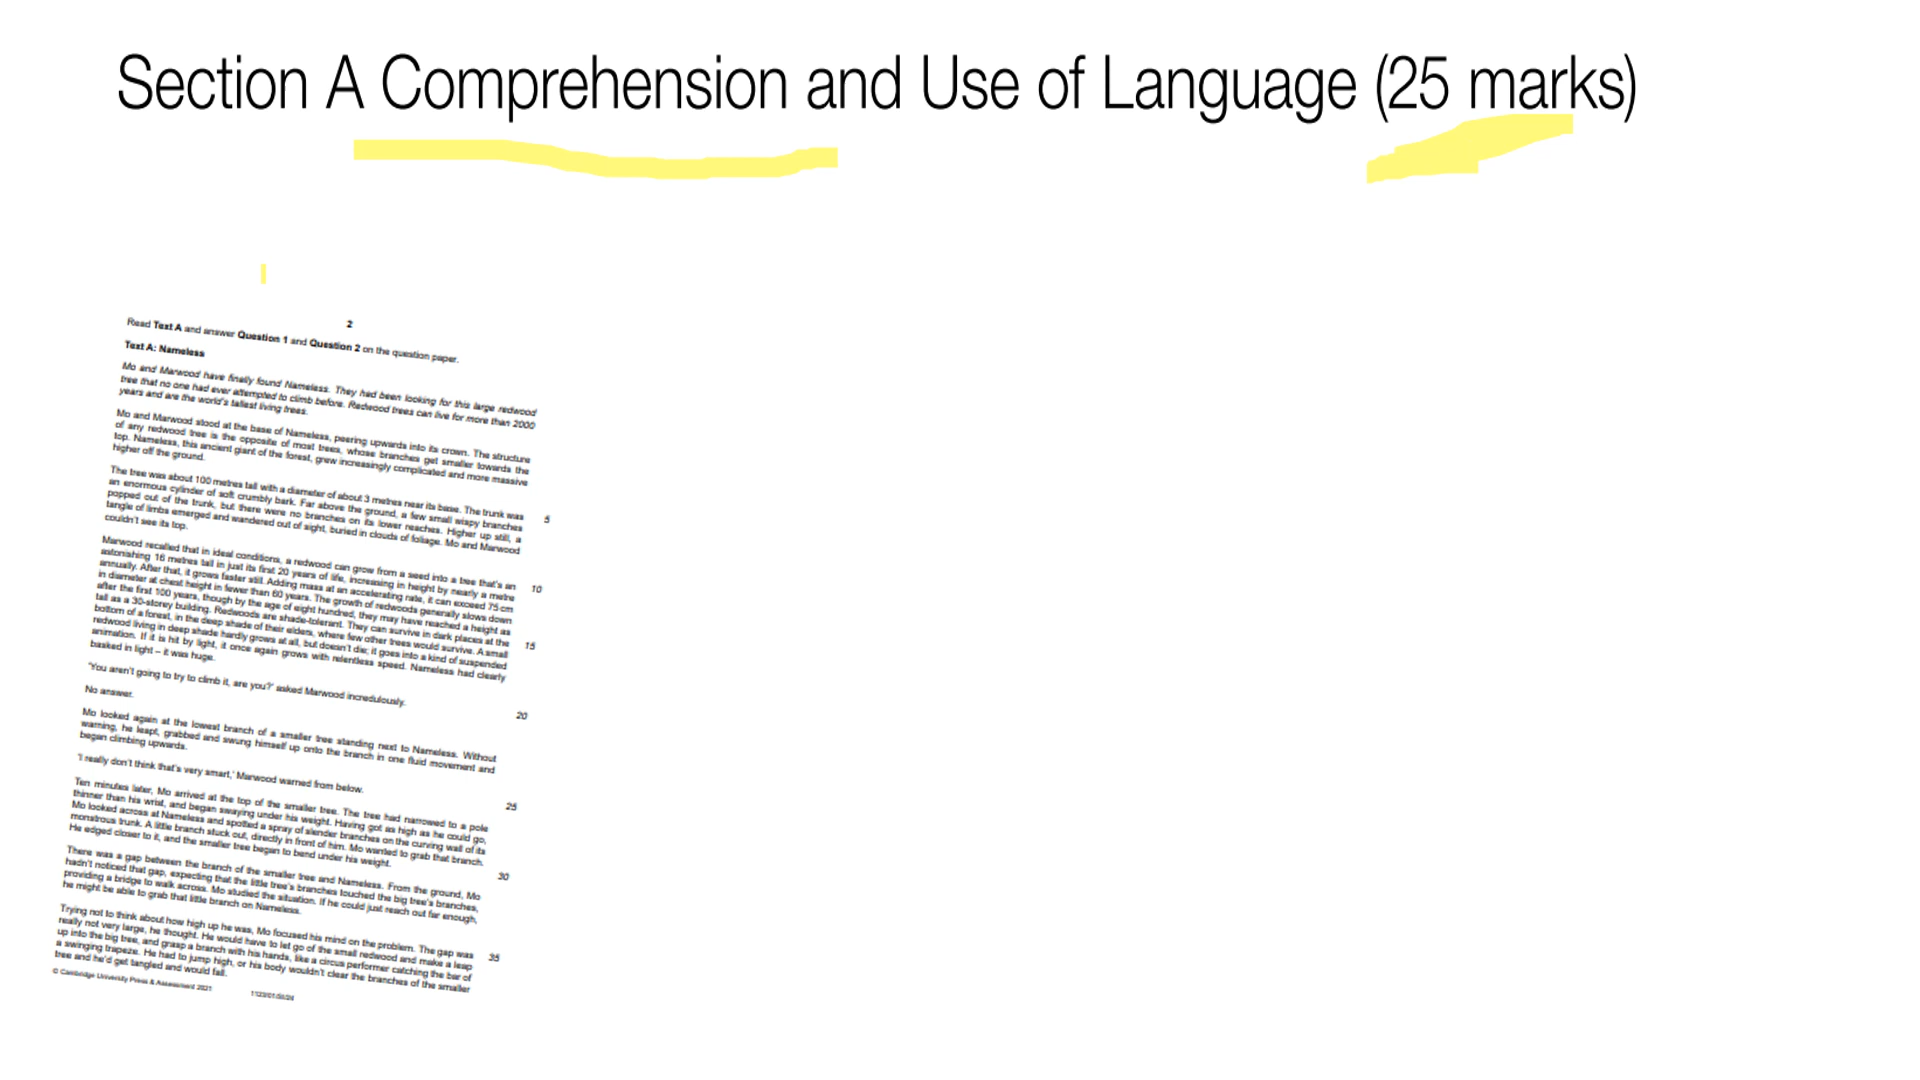 Section A Comprehension and Use of Language (25 marks)
2
Read Text A and answer Question 1 and Question 2 on the question paper.
Text A: Nameless
Mo and Marwood have finally found Nameless. They had been looking for this large redwood
tree that no one had ever attempted to climb before. Redwood trees can live for more than 2000
years and are the world's tallest living trees.
Mo and Marwood stood at the base of Nameless, peering upwards into its crown. The structure
of any redwood tree is the opposite of most trees, whose branches get smaller towards the
top. Nameless, this ancient giant of the forest, grew increasingly complicated and more massive
higher off the ground.
The tree was about 100 metres tall with a diameter of about 3 metres near its base. The trunk was
an enormous cylinder of soft crumbly bark. Far above the ground, a few small wispy branches 5
popped out of the trunk, but there were no branches on its lower reaches. Higher up still, a
tangle of limbs emerged and wandered out of sight, buried in clouds of foliage. Mo and Marwood
couldn't see its top.
Marwood recalled that in ideal conditions, a redwood can grow from a seed into a tree that's an
astonishing 16 metres tall in just its first 20 years of life, increasing in height by nearly a metre 10
annually. After that, it grows faster still. Adding mass at an accelerating rate, it can exceed 75 cm
in diameter at chest height in fewer than 60 years. The growth of redwoods generally slows down
after the first 100 years, though by the age of eight hundred, they may have reached a height as
tall as a 30-storey building. Redwoods are shade-tolerant. They can survive in dark places at the
bottom of a forest, in the deep shade of their elders, where few other trees would survive. A small 15
redwood living in deep shade hardly grows at all, but doesn't die; it goes into a kind of suspended
animation. If it is hit by light, it once again grows with relentless speed. Nameless had clearly
basked in light – it was huge.
'You aren't going to try to climb it, are you?' asked Marwood incredulously.
No answer. 20
Mo looked again at the lowest branch of a smaller tree standing next to Nameless. Without
warning, he leapt, grabbed and swung himself up onto the branch in one fluid movement and
began climbing upwards.
'I really don't think that's very smart,' Marwood warned from below.
Ten minutes later, Mo arrived at the top of the smaller tree. The tree had narrowed to a pole 25
thinner than his wrist, and began swaying under his weight. Having got as high as he could go,
Mo looked across at Nameless and spotted a spray of slender branches on the curving wall of its
monstrous trunk. A little branch stuck out, directly in front of him. Mo wanted to grab that branch.
He edged closer to it, and the smaller tree began to bend under his weight.
There was a gap between the branch of the smaller tree and Nameless. From the ground, Mo 30
hadn't noticed that gap, expecting that the little tree's branches touched the big tree's branches,
providing a bridge to walk across. Mo studied the situation. If he could just reach out far enough,
he might be able to grab that little branch on Nameless.
Trying not to think about how high up he was, Mo focused his mind on the problem. The gap was
really not very large, he thought. He would have to let go of the small redwood and make a leap 35
up into the big tree, and grasp a branch with his hands, like a circus performer catching the bar of
a swinging trapeze. He had to jump high, or his body wouldn't clear the branches of the smaller
tree and he'd get tangled and would fall.
© Cambridge University Press & Assessment 2021